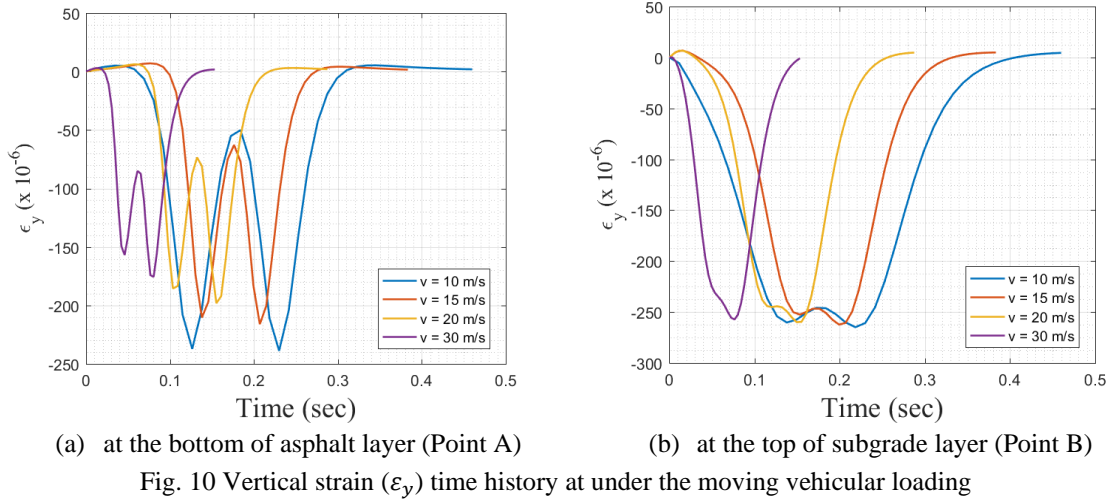 50
0
-50
-100
-150
-200
-250
ϵ_y (x 10^-6)
0
0.1
0.2
0.3
0.4
0.5
Time (sec)
v = 10 m/s
v = 15 m/s
v = 20 m/s
v = 30 m/s
50
0
-50
-100
-150
-200
-250
-300
ϵ_y (x 10^-6)
0
0.1
0.2
0.3
0.4
0.5
Time (sec)
v = 10 m/s
v = 15 m/s
v = 20 m/s
v = 30 m/s
(a) at the bottom of asphalt layer (Point A)
(b) at the top of subgrade layer (Point B)
Fig. 10 Vertical strain (ε_y) time history at under the moving vehicular loading